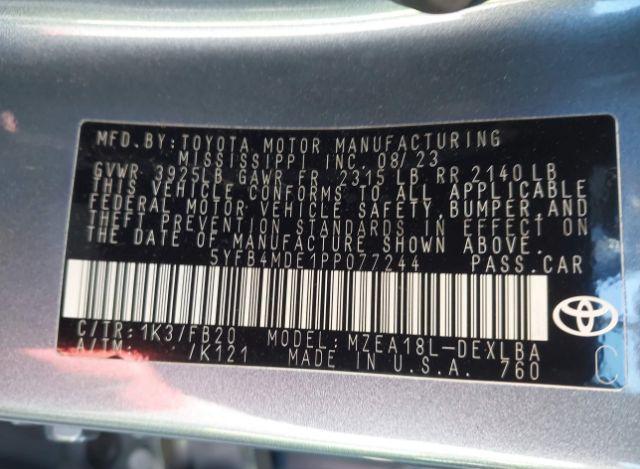 MFD.BY:TOYOTA MOTOR MANUFACTURING
MISSISSIPPI INC. 08/23
GVWR 3925LB GAWR FR 2315 LB RR 2140LB
THIS VEHICLE CONFORMS TO ALL APPLICABLE
FEDERAL MOTOR VEHICLE SAFETY, BUMPER, AND
THEFT PREVENTION STANDARDS IN EFFECT ON
THE DATE OF MANUFACTURE SHOWN ABOVE.
5YFB4MDE1PP077244 PASS.CAR
C/TR: 1K3/FB20 MODEL: MZEA18L-DEXLBA
A/TM: /K121 MADE IN U.S.A. 760
C